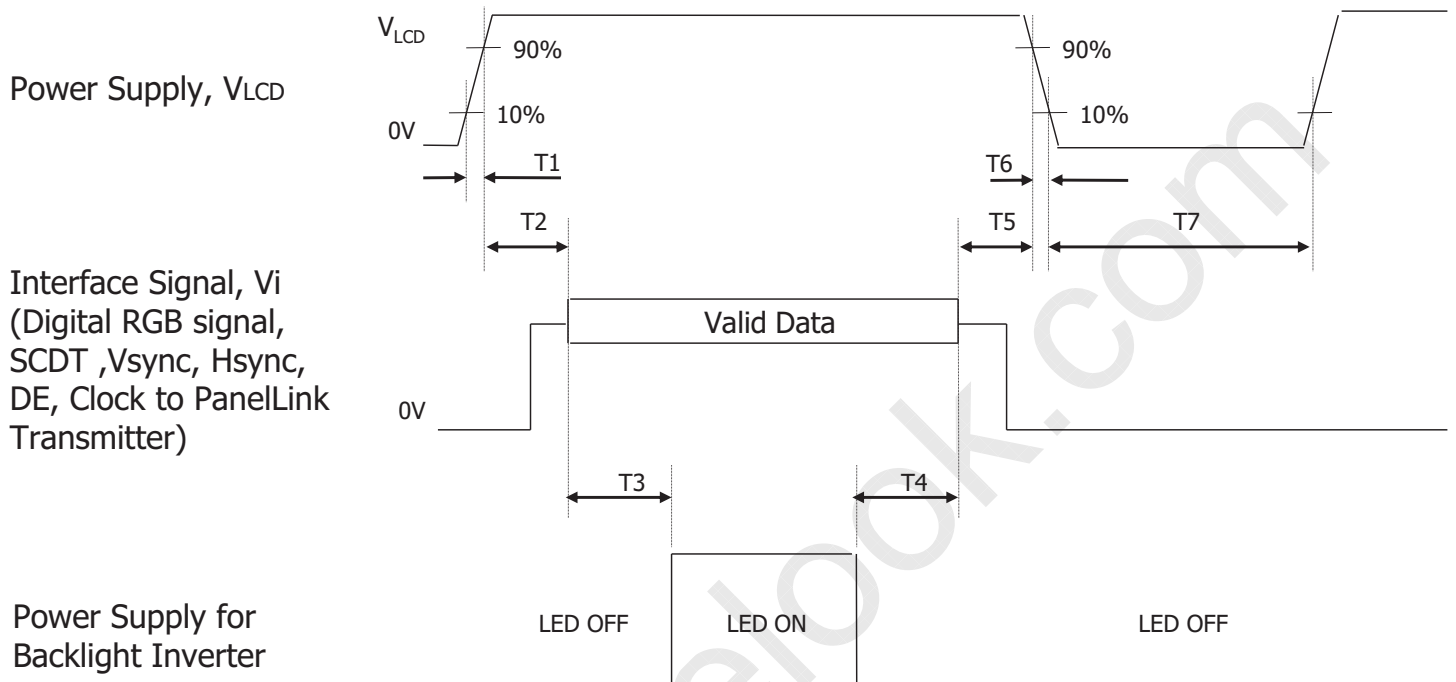 VLCD
90%
90%
Power Supply, VLCD
10%
10%
0V
T1
T6
T2
T5
T7
Interface Signal, Vi
(Digital RGB signal,
SCDT ,Vsync, Hsync,
DE, Clock to PanelLink
Transmitter)
Valid Data
0V
T3
T4
Power Supply for
Backlight Inverter
LED OFF
LED ON
LED OFF
elook.com